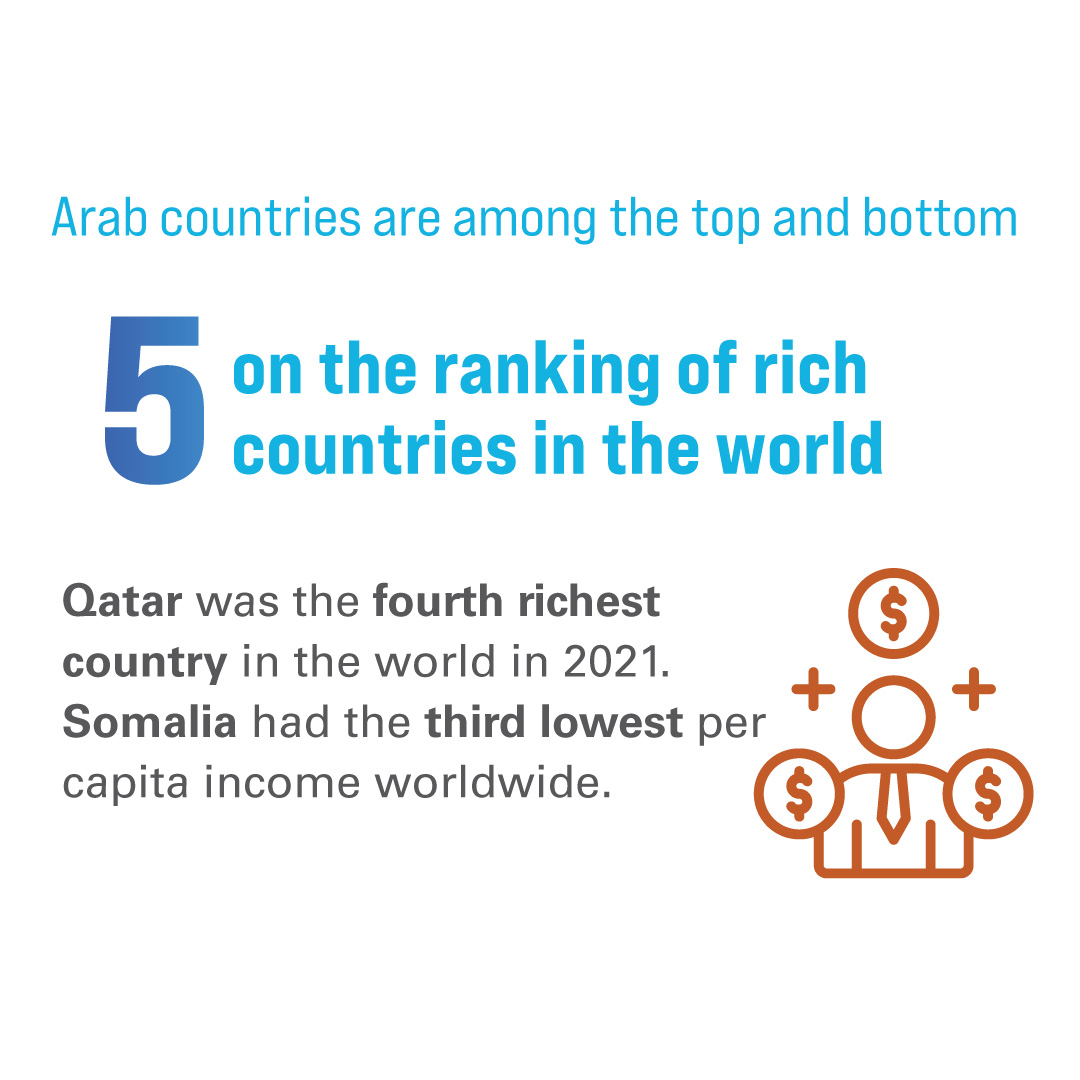 Arab countries are among the top and bottom
5 on the ranking of rich
countries in the world
Qatar was the fourth richest
country in the world in 2021.
Somalia had the third lowest per
capita income worldwide.
$
$ $